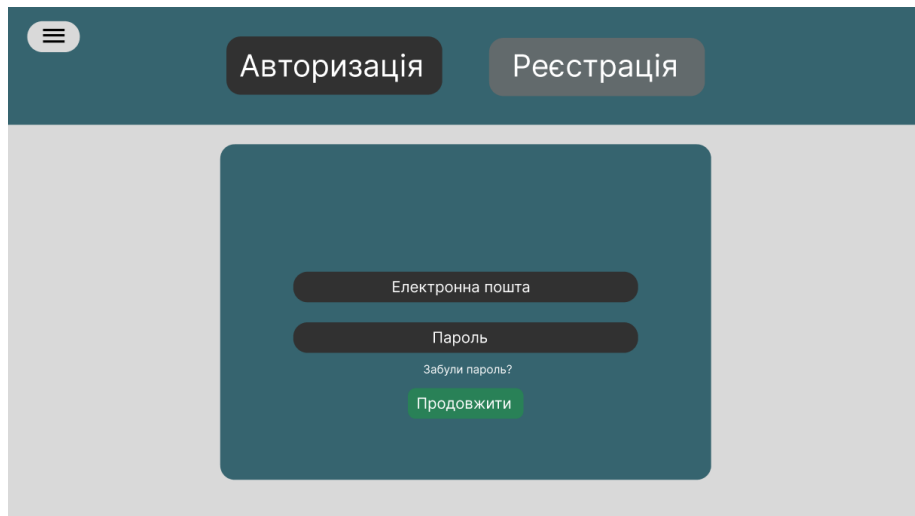 Авторизація
Реєстрація
Електронна пошта
Пароль
Забули пароль?
Продовжити